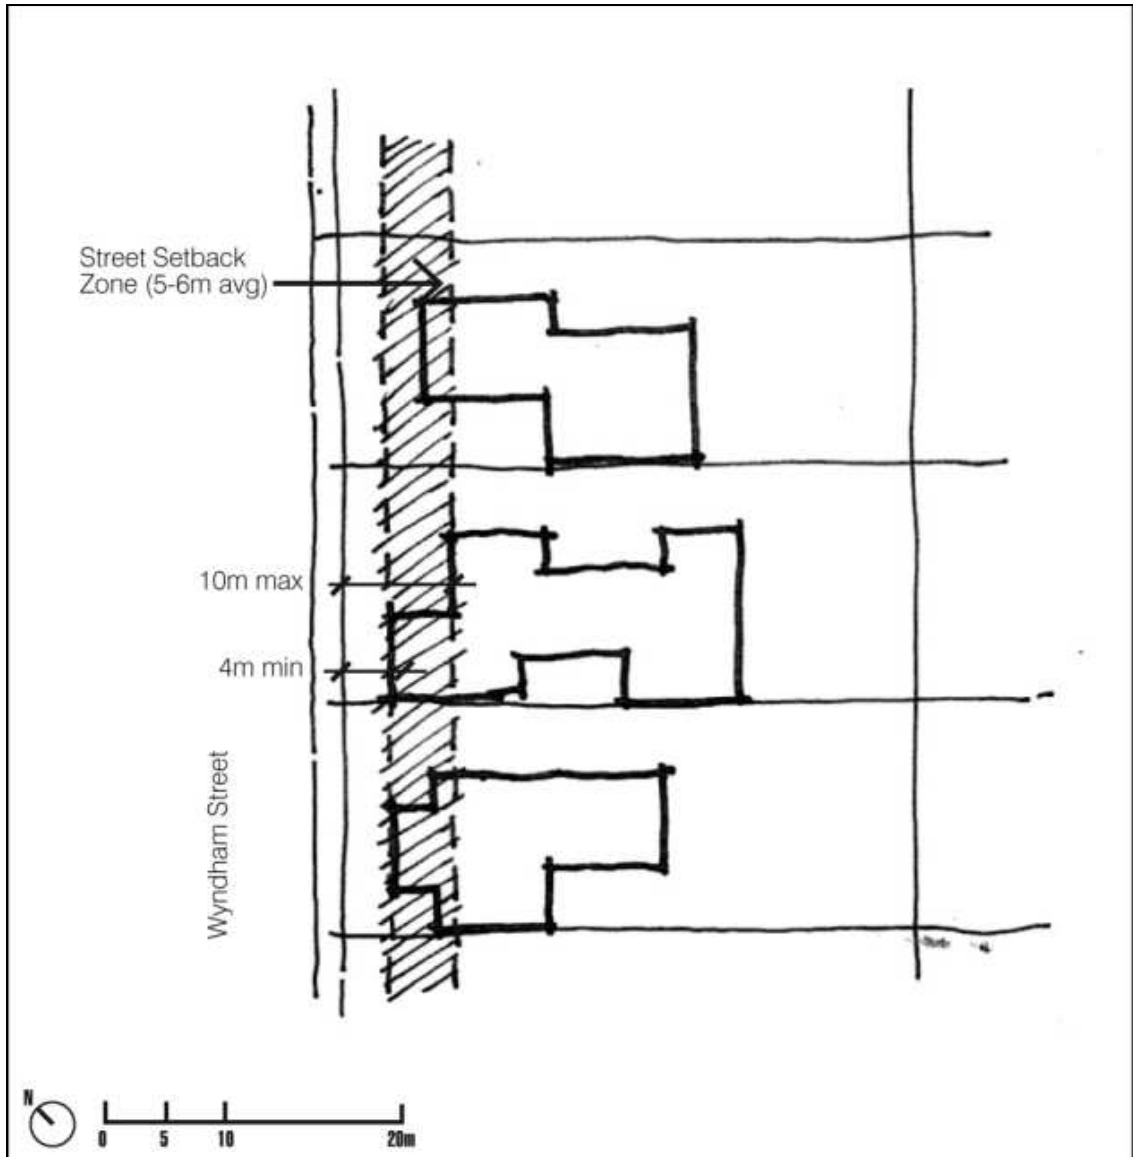 Street Setback
Zone (5-6m avg)
10m max
4m min
Wyndham Street
N
0 5 10 20m